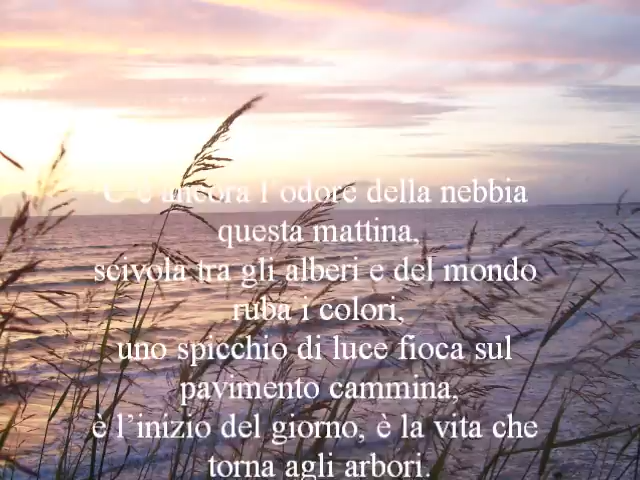 C'è ancora l'odore della nebbia
questa mattina,
scivola tra gli alberi e del mondo
ruba i colori,
uno spicchio di luce fioca sul
pavimento cammina,
è l'inizio del giorno, è la vita che
torna agli arbori.